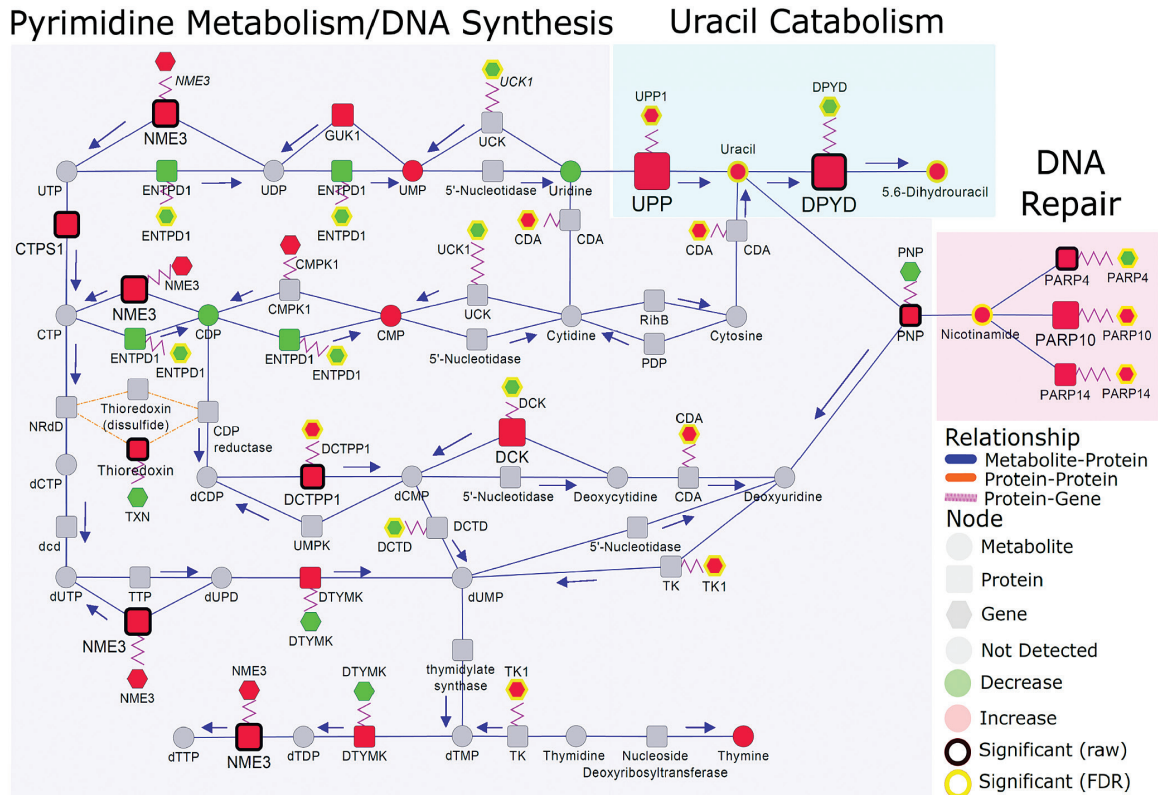 Pyrimidine Metabolism/DNA Synthesis
Uracil Catabolism
DNA
Repair
NME3
NME3
GUK1
UCK1
UCK
UTP
ENTPD1
ENTPD1
UDP
ENTPD1
ENTPD1
UMP
5'-Nucleotidase
Uridine
UPP1
UPP
Uracil
DPYD
DPYD
5.6-Dihydrouracil
CTPS1
NME3
NME3
CMPK1
CMPK1
UCK1
UCK
CDA
CDA
CDA
CDA
CTP
ENTPD1
ENTPD1
CDP
ENTPD1
ENTPD1
CMP
5'-Nucleotidase
Cytidine
RihB
PDP
Cytosine
PNP
PNP
Nicotinamide
PARP4
PARP4
PARP10
PARP10
PARP14
PARP14
NRdD
Thioredoxin
(disulfide)
Thioredoxin
TXN
CDP
reductase
dCTP
dCDP
DCTPP1
DCTPP1
UMPK
dCMP
DCK
DCK
5'-Nucleotidase
Deoxycytidine
CDA
CDA
Deoxyuridine
DCTD
DCTD
5'-Nucleotidase
TK
TK1
dcd
dUTP
TTP
dUPD
DTYMK
DTYMK
dUMP
NME3
NME3
thymidylate
synthase
NME3
NME3
DTYMK
DTYMK
TK1
TK
dTTP
dTDP
dTMP
Thymidine
Nucleoside
Deoxyribosyltransferase
Thymine
Relationship
Metabolite-Protein
Protein-Protein
Protein-Gene
Node
Metabolite
Protein
Gene
Not Detected
Decrease
Increase
Significant (raw)
Significant (FDR)